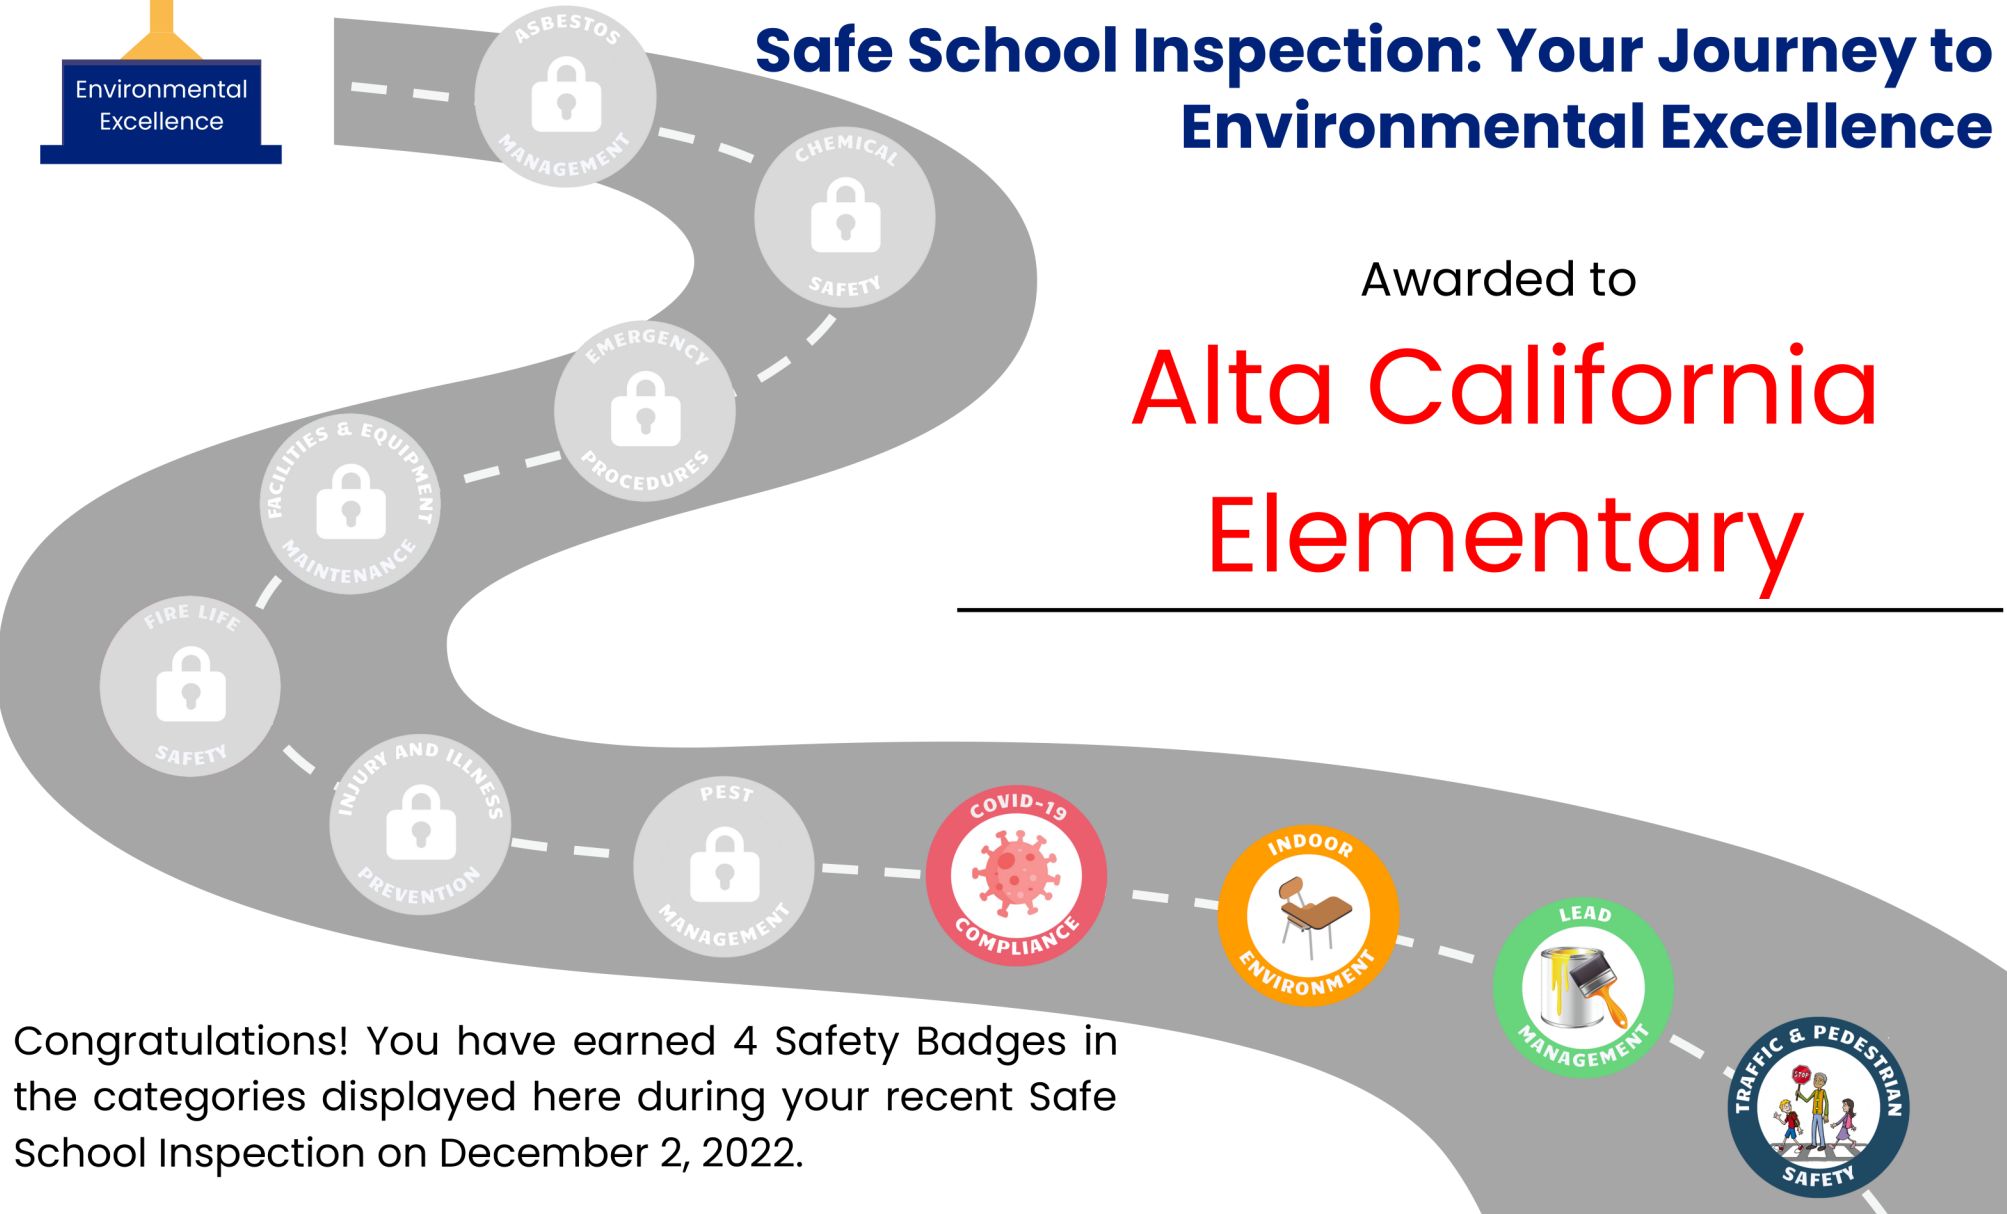 Environmental
Excellence
Safe School Inspection: Your Journey to
Environmental Excellence
ASBESTOS
MANAGEMENT
CHEMICAL
SAFETY
Awarded to
Alta California
Elementary
EMERGENCY
PROCEDURES
FACILITIES & EQUIPMENT
MAINTENANCE
FIRE LIFE
SAFETY
INJURY AND ILLNESS
PREVENTION
PEST
MANAGEMENT
COVID-19
COMPLIANCE
INDOOR
ENVIRONMENT
LEAD
MANAGEMENT
TRAFFIC & PEDESTRIAN
STOP
SAFETY
Congratulations! You have earned 4 Safety Badges in
the categories displayed here during your recent Safe
School Inspection on December 2, 2022.